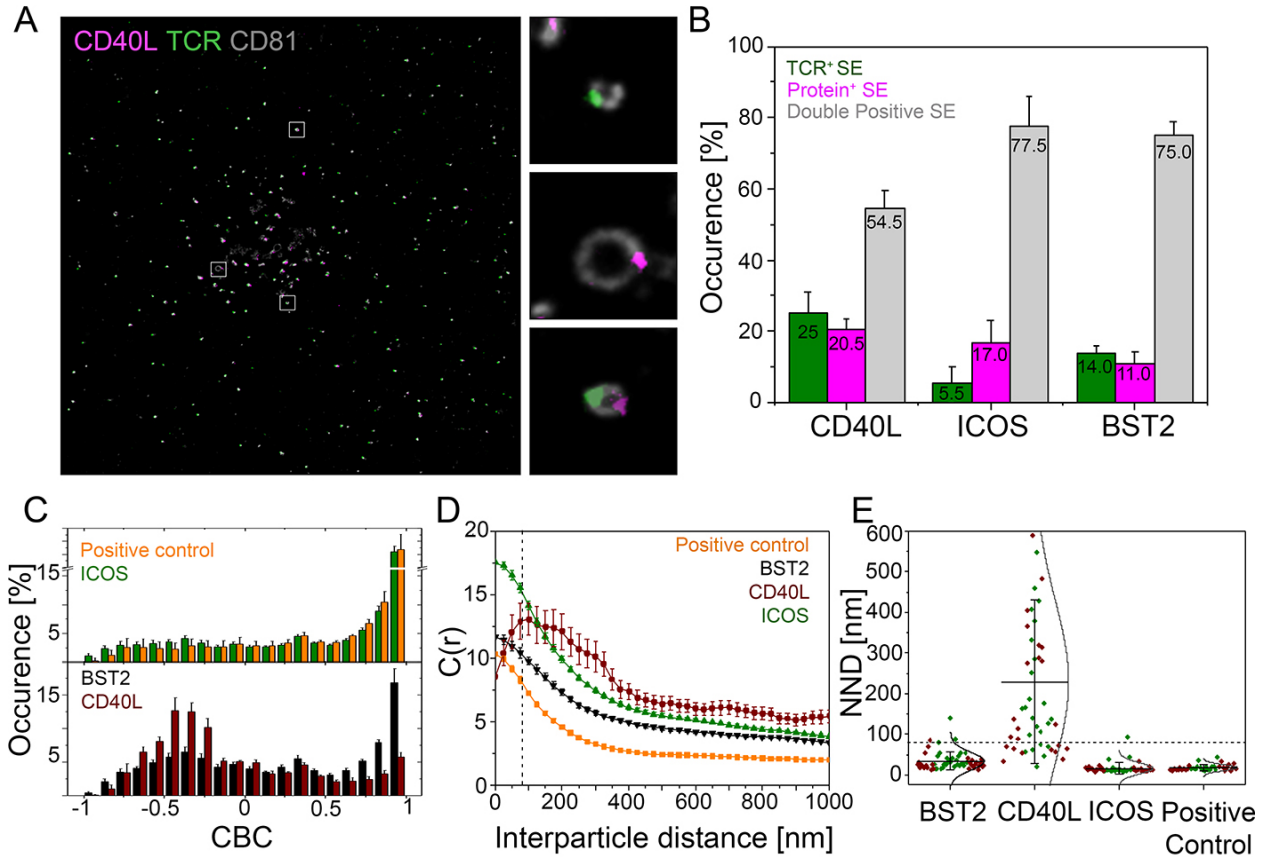 A
CD40L TCR CD81
B
100
80
60
40
20
0
Occurence [%]
TCR+ SE
Protein+ SE
Double Positive SE
25
20.5
54.5
5.5
17.0
77.5
14.0
11.0
75.0
CD40L
ICOS
BST2
C
Positive control
ICOS
15
5
BST2
CD40L
15
5
Occurence [%]
-1
-0.5
0
0.5
1
CBC
D
20
15
10
5
0
C(r)
Positive control
BST2
CD40L
ICOS
0
200
400
600
800
1000
Interparticle distance [nm]
E
600
500
400
300
200
100
0
NND [nm]
BST2
CD40L
ICOS
Positive
Control